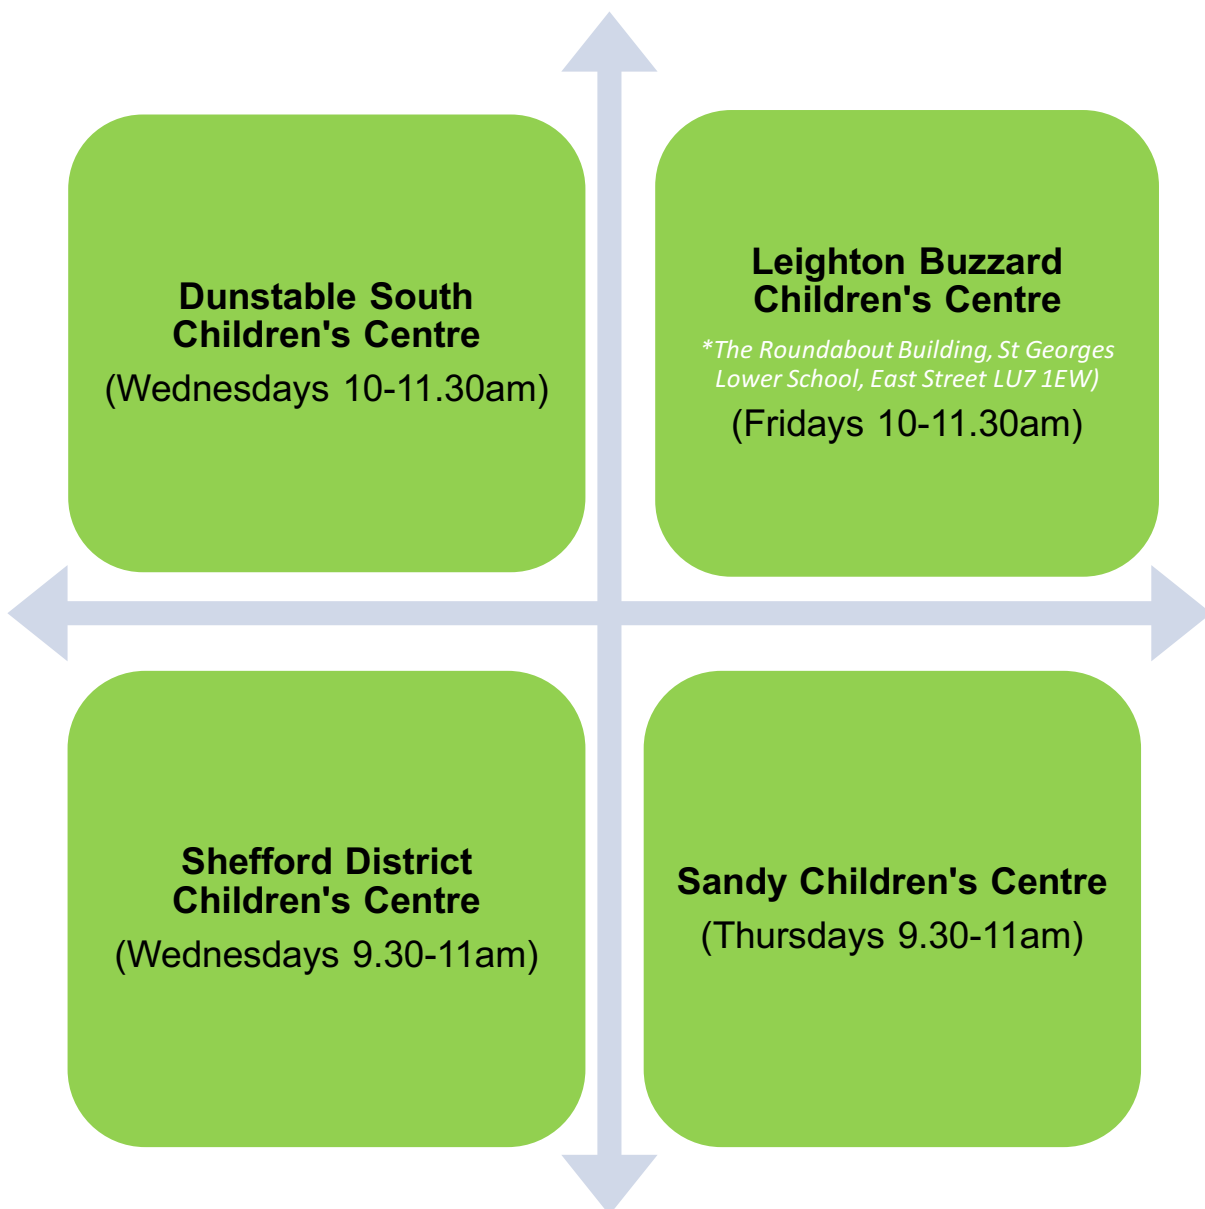 Dunstable South
Children's Centre
(Wednesdays 10-11.30am)
Leighton Buzzard
Children's Centre
*The Roundabout Building, St Georges
Lower School, East Street LU7 1EW)
(Fridays 10-11.30am)
Shefford District
Children's Centre
(Wednesdays 9.30-11am)
Sandy Children's Centre
(Thursdays 9.30-11am)